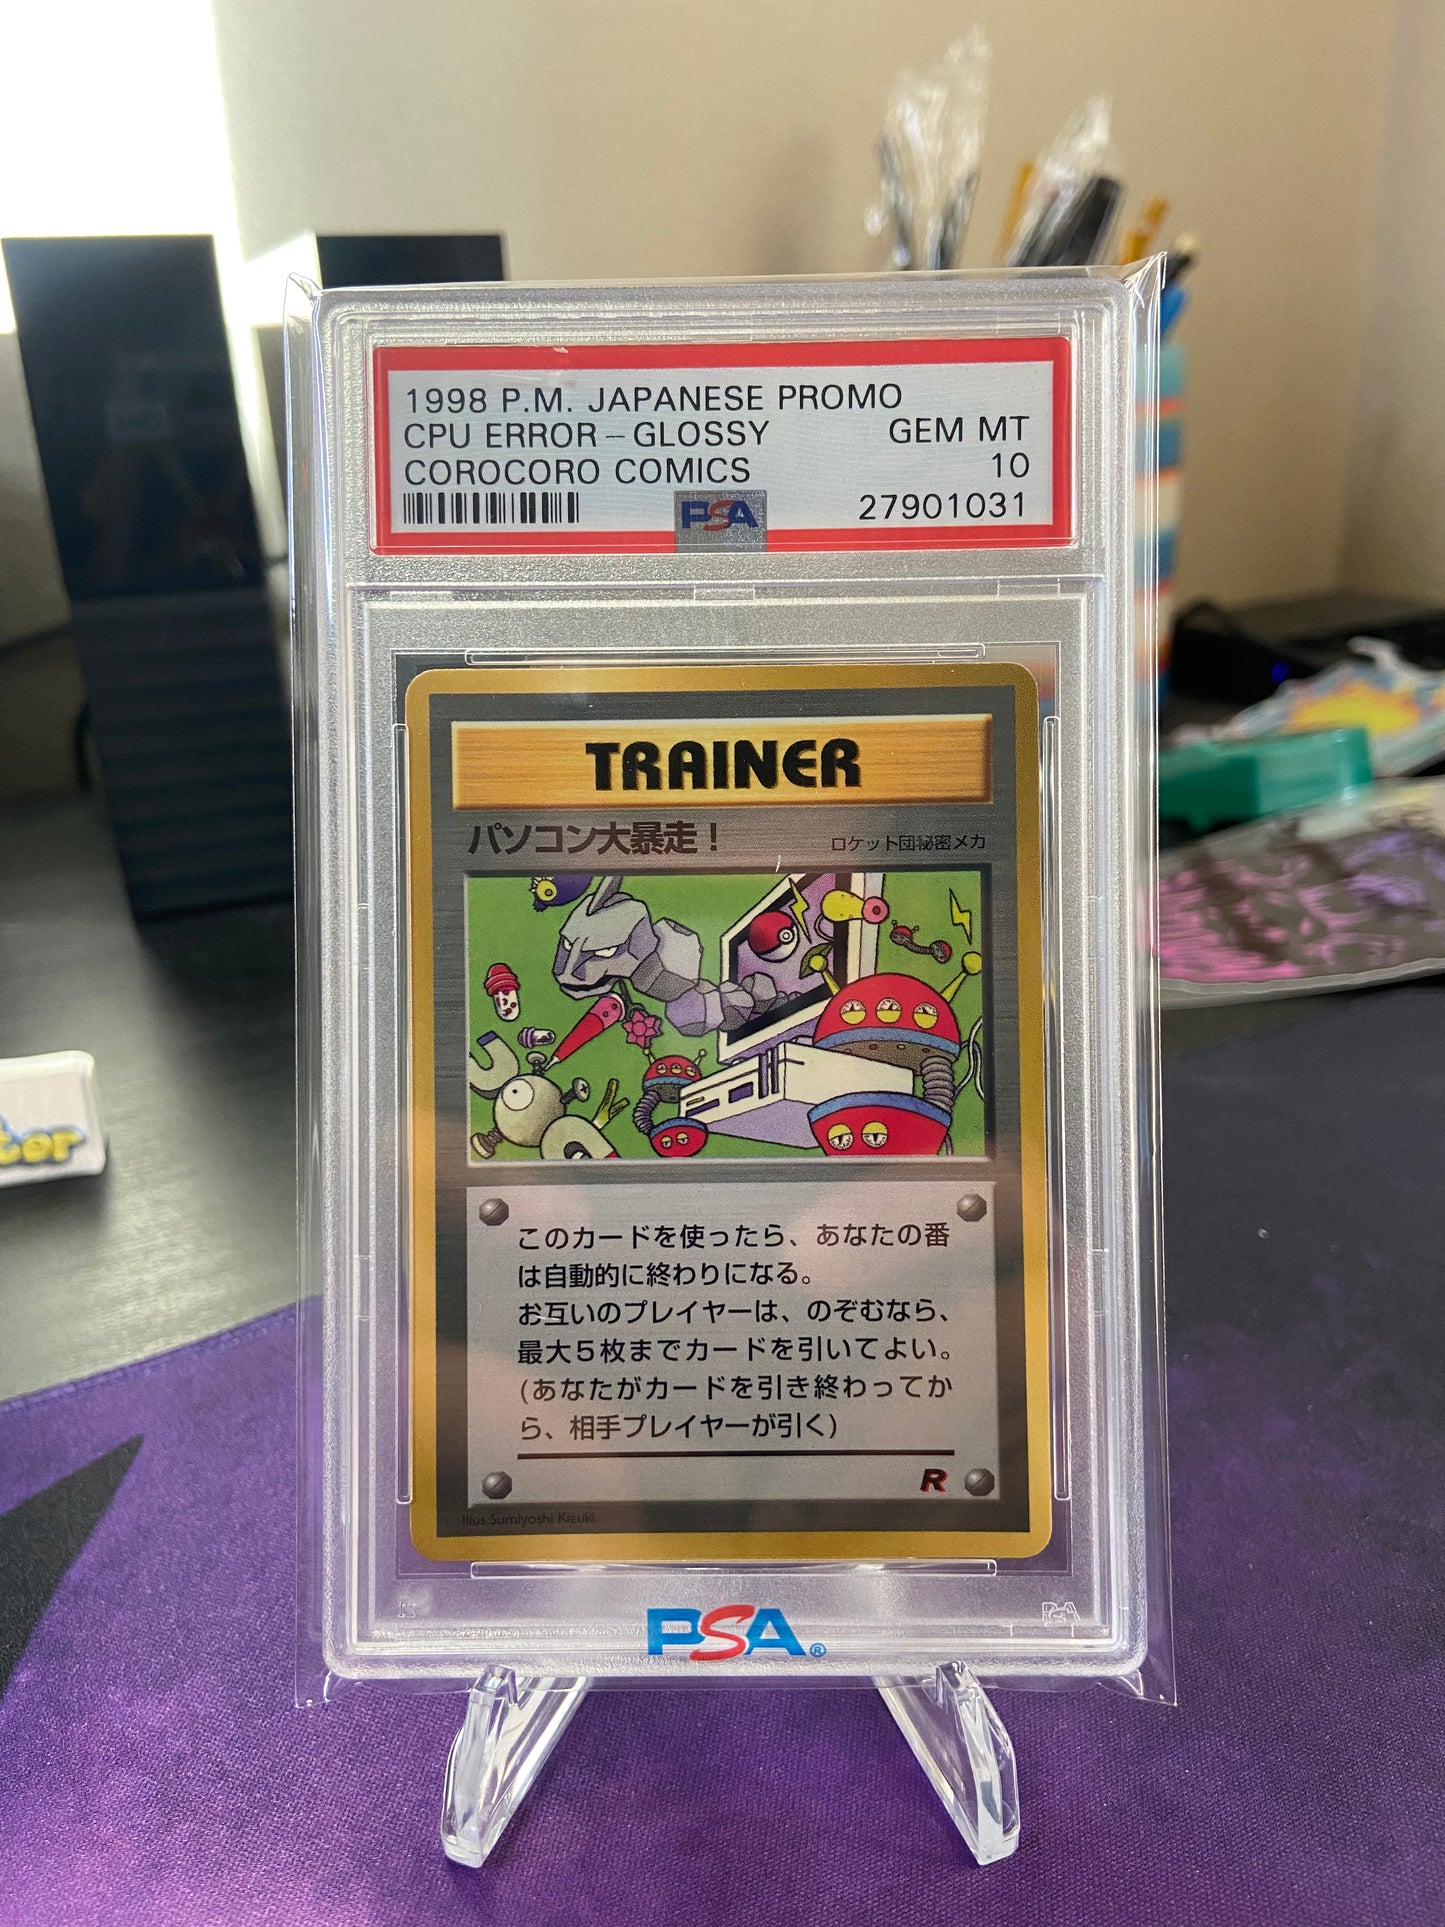 1998 P.M. JAPANESE PROMO
CPU ERROR-GLOSSY GEM MT
COROCORO COMICS 10
PSA 27901031
TRAINER
パソコン大暴走! ロケット団秘密メカ
このカードを使ったら、あなたの番
は自動的に終わりになる。
お互いのプレイヤーは、のぞむなら、
最大5枚までカードを引いてよい。
(あなたがカードを引き終わってか
ら、相手プレイヤーが引く)
R
Illus.Sumiyoshi Kizuki
PSA®
tor